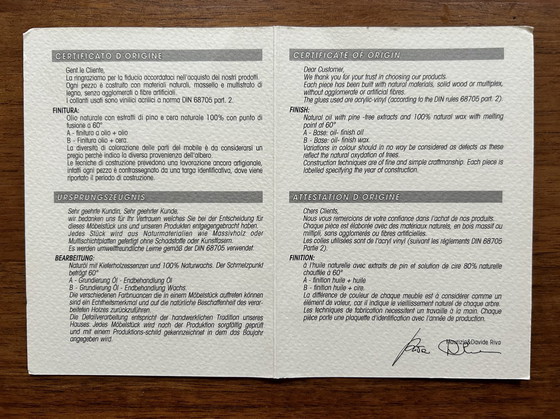 CERTIFICATO D'ORIGINE
Gent.le Cliente,
La ringraziamo per la fiducia accordataci nell'acquisto dei nostri prodotti.
Ogni pezzo è costruito con materiali naturali, massello e multistrato di
legno, senza agglomerati o fibre artificiali.
I collanti usati sono vinilici acrilici a norma DIN 68705 part. 2.
FINITURA:
Olio naturale con estratti di pino e cera naturale 100% con punto di
fusione a 60°
A - finitura a olio + olio
B - Finitura olio + cera.
La diversità di colorazione delle parti del mobile è da considerarsi un
pregio perché indica la diversa provenienza dell'albero.
Le tecniche di costruzione prevedono una lavorazione ancora artigianale,
infatti ogni pezzo è contrassegnato da una targa identificativa, dove viene
riportato il periodo di costruzione.
URSPRUNGSZEUGNIS
Sehr geehrte Kundin, Sehr geehrter Kunde,
wir bedanken uns für Ihr Vertrauen welches Sie bei der Entscheidung für
dieses Möbelstück uns und unseren Produkten entgegengebracht haben.
Jedes Stück wird aus Naturmaterialien wie Massivholz oder
Multischichtplatten gefertigt ohne Schadstoffe oder Kunstfasern.
Es werden umweltfreundliche Leime gemäß der DIN 68705 verwendet
BEARBEITUNG:
Naturöl mit Kieferholzessenzen und 100% Naturwachs. Der Schmelzpunkt
beträgt 60°
A - Grundierung Öl - Endbehandlung Öl
B - Grundierung Öl - Endbehandlung Wachs.
Die verschiedenen Farbnuancen die in einem Möbelstück auftreten können
sind ein Echtheitsmerkmal und auf die natürliche Beschaffenheit des verar-
beiteten Holzes zurückzuführen.
Die Detailverarbeitung entspricht der handwerklichen Tradition unseres
Hauses. Jedes Möbelstück wird nach der Produktion sorgfältig geprüft
und mit einem Produktions-schild gekennzeichnet in dem das Baujahr
angegeben wird.
CERTIFICATE OF ORIGIN
Dear Customer,
We thank you for your trust in choosing our products.
Each piece has been built with natural materials, solid wood or multiplex,
without agglomerate or artificial fibres.
The glues used are acrylic-vinyl (according to the DIN rules 68705 part. 2)
FINISH:
Natural oil with pine-tree extracts and 100% natural wax with melting
point of 60°
A - Base: oil- finish oil.
B - Base: oil- finish wax.
Variations in colour should in no way be considered as defects as these
reflect the natural oxydation of trees.
Construction techniques are of fine and simple craftmanship. Each piece is
labelled specifying the year of construction.
ATTESTATION D'ORIGINE
Chers Clients,
Nous vous remercions de votre confiance dans l'achat de nos produits.
Chaque pièce est élaborée avec des matériaux naturels, en bois massif ou
multipli, sans agglomerés ou fibres artificielles.
Les colles utilisées sont de l'acryl vinyl (suivant les règlements DIN 68705
Partie 2).
FINITION:
à l'huile naturelle avec extraits de pin et solution de cire 80% naturelle
chauffée à 60°
A - finition huile + huile
B - finition huile + cire.
La différence de couleur de chaque meuble est à considérer comme un
élément de valeur, car il indique le vieillissement naturel de chaque arbre.
Les techniques de fabrication necessitent un travaille à la main. Chaque
pièce porte une plaquette d'identification avec l'année de production.
Davide Riva